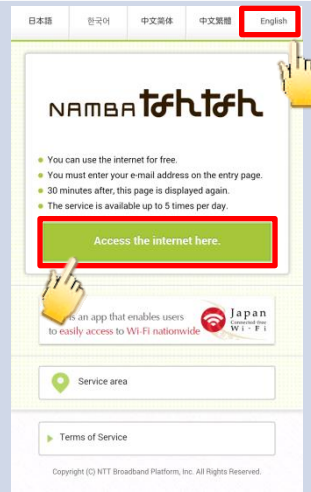 日本語 한국어 中文简体 中文繁體 English
NAMBA なんなん
You can use the internet for free.
You must enter your e-mail address on the entry page.
30 minutes after, this page is displayed again.
The service is available up to 5 times per day.
Access the internet here.
is an app that enables users
to easily access to Wi-Fi nationwide
Japan
Connected-free
Wi-Fi
Service area
Terms of Service
Copyright (C) NTT Broadband Platform, Inc. All Rights Reserved.